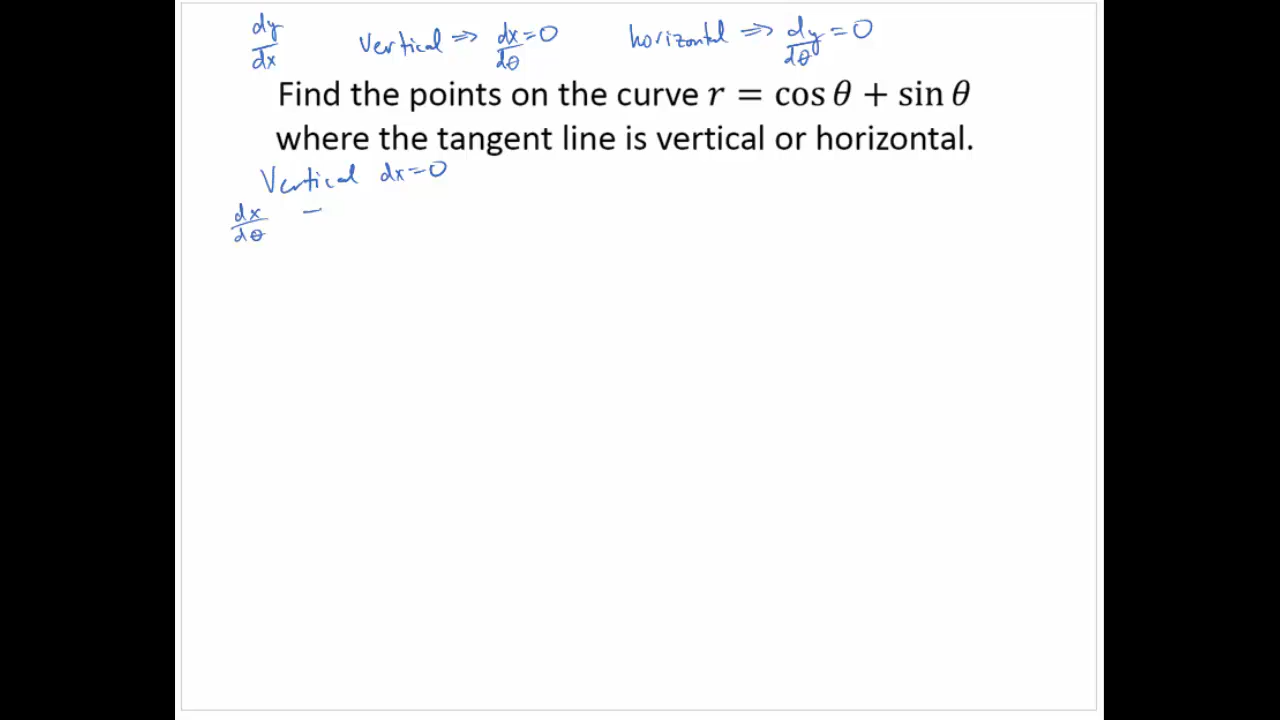 dy/dx vertical ⇒ dx/dθ = 0 horizontal ⇒ dy/dθ = 0
Find the points on the curve r = cos θ + sin θ
where the tangent line is vertical or horizontal.
Vertical dx = 0
dx/dθ –